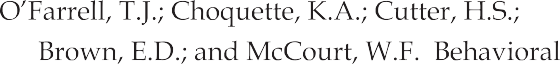 O’Farrell, T.J.; Choquette, K.A.; Cutter, H.S.;
Brown, E.D.; and McCourt, W.F. Behavioral